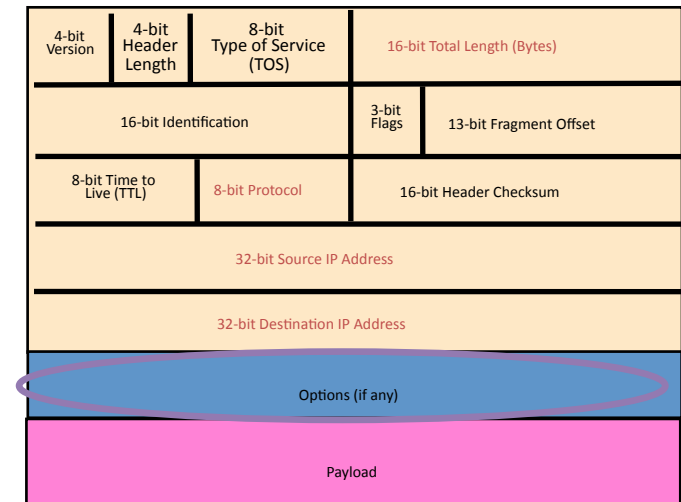 4-bit
Version
4-bit
Header
Length
8-bit
Type of Service
(TOS)
16-bit Total Length (Bytes)
16-bit Identification
3-bit
Flags
13-bit Fragment Offset
8-bit Time to
Live (TTL)
8-bit Protocol
16-bit Header Checksum
32-bit Source IP Address
32-bit Destination IP Address
Options (if any)
Payload